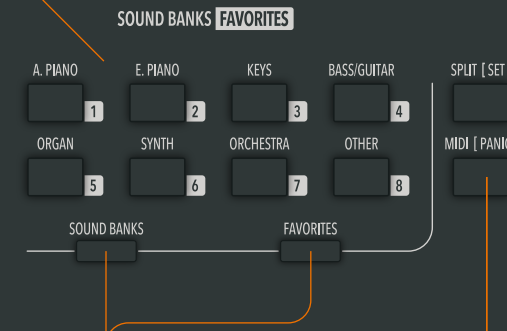 SOUND BANKS FAVORITES
A. PIANO E. PIANO KEYS BASS/GUITAR SPLIT [ SET
1 2 3 4
ORGAN SYNTH ORCHESTRA OTHER MIDI [ PANIC
5 6 7 8
SOUND BANKS FAVORITES